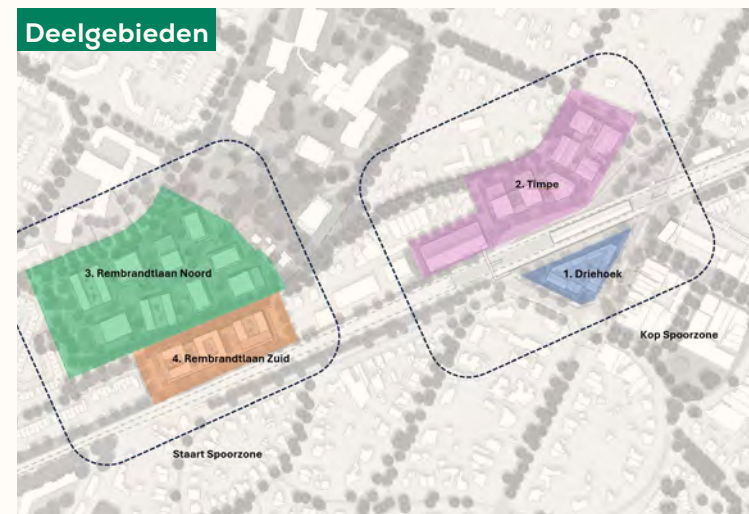 Deelgebieden
2. Timpe
1. Driehoek
3. Rembrandtlaan Noord
Kop Spoorzone
4. Rembrandtlaan Zuid
Staart Spoorzone